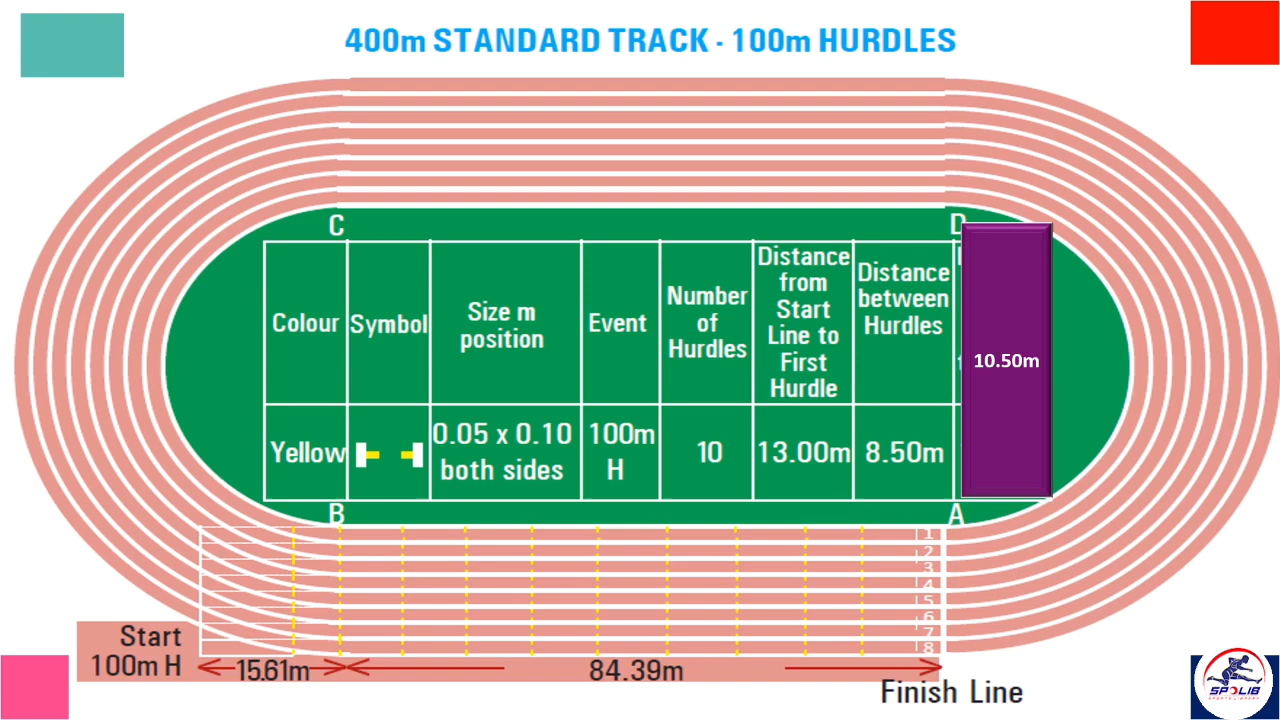 400m STANDARD TRACK - 100m HURDLES
C
D
Colour
Symbol
Size m
position
Event
Number
of
Hurdles
Distance
from
Start
Line to
First
Hurdle
Distance
between
Hurdles
10.50m
Yellow
0.05 x 0.10
both sides
100m
H
10
13.00m
8.50m
B
A
1
2
3
4
5
6
7
8
Start
100m H
15.61m
84.39m
Finish Line
SPOLIB